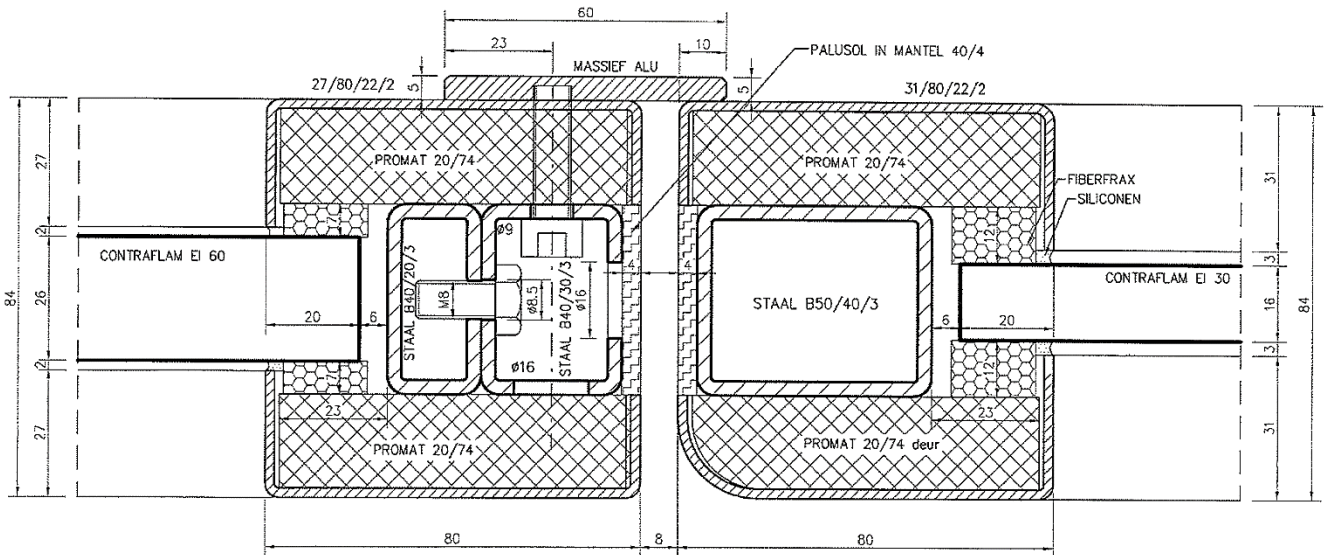 60
23
10
PALUSOL IN MANTEL 40/4
MASSIEF ALU
27/80/22/2
5
5
31/80/22/2
84
27
2
26
2
27
PROMAT 20/74
PROMAT 20/74
FIBERFRAX
SILICONEN
7
12
CONTRAFLAM EI 60
CONTRAFLAM EI 30
ø9
4
4
STAAL B40/20/3
M8
ø8.5
STAAL B40/30/3
ø16
STAAL B50/40/3
20
6
6
20
ø16
7
12
23
23
PROMAT 20/74
PROMAT 20/74 deur
31
3
16
3
31
84
80
8
80